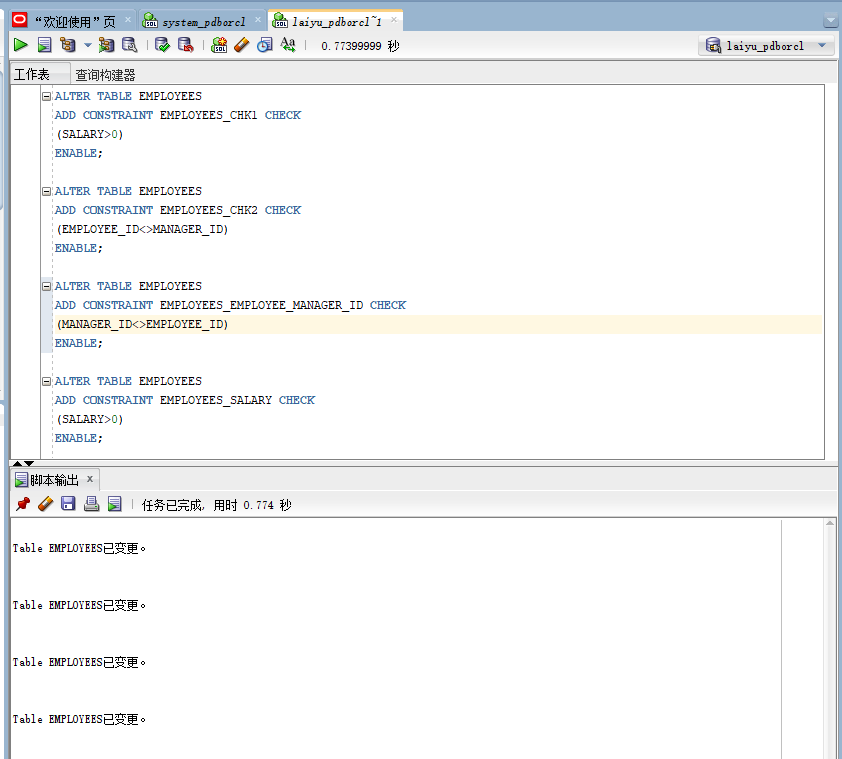 “欢迎使用”页
system_pdborcl
laiyu_pdborcl~1
0.77399999 秒
laiyu_pdborcl
工作表
查询构建器
ALTER TABLE EMPLOYEES
ADD CONSTRAINT EMPLOYEES_CHK1 CHECK
(SALARY>0)
ENABLE;
ALTER TABLE EMPLOYEES
ADD CONSTRAINT EMPLOYEES_CHK2 CHECK
(EMPLOYEE_ID<>MANAGER_ID)
ENABLE;
ALTER TABLE EMPLOYEES
ADD CONSTRAINT EMPLOYEES_EMPLOYEE_MANAGER_ID CHECK
(MANAGER_ID<>EMPLOYEE_ID)
ENABLE;
ALTER TABLE EMPLOYEES
ADD CONSTRAINT EMPLOYEES_SALARY CHECK
(SALARY>0)
ENABLE;
脚本输出 x
任务已完成, 用时 0.774 秒
Table EMPLOYEES已变更。
Table EMPLOYEES已变更。
Table EMPLOYEES已变更。
Table EMPLOYEES已变更。